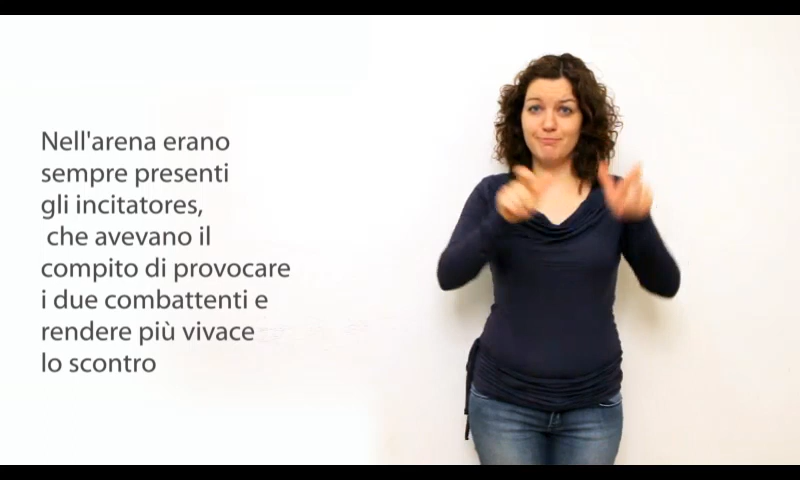 Nell'arena erano
sempre presenti
gli incitatores,
che avevano il
compito di provocare
i due combattenti e
rendere più vivace
lo scontro